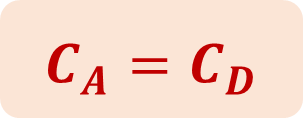 C_A = C_D